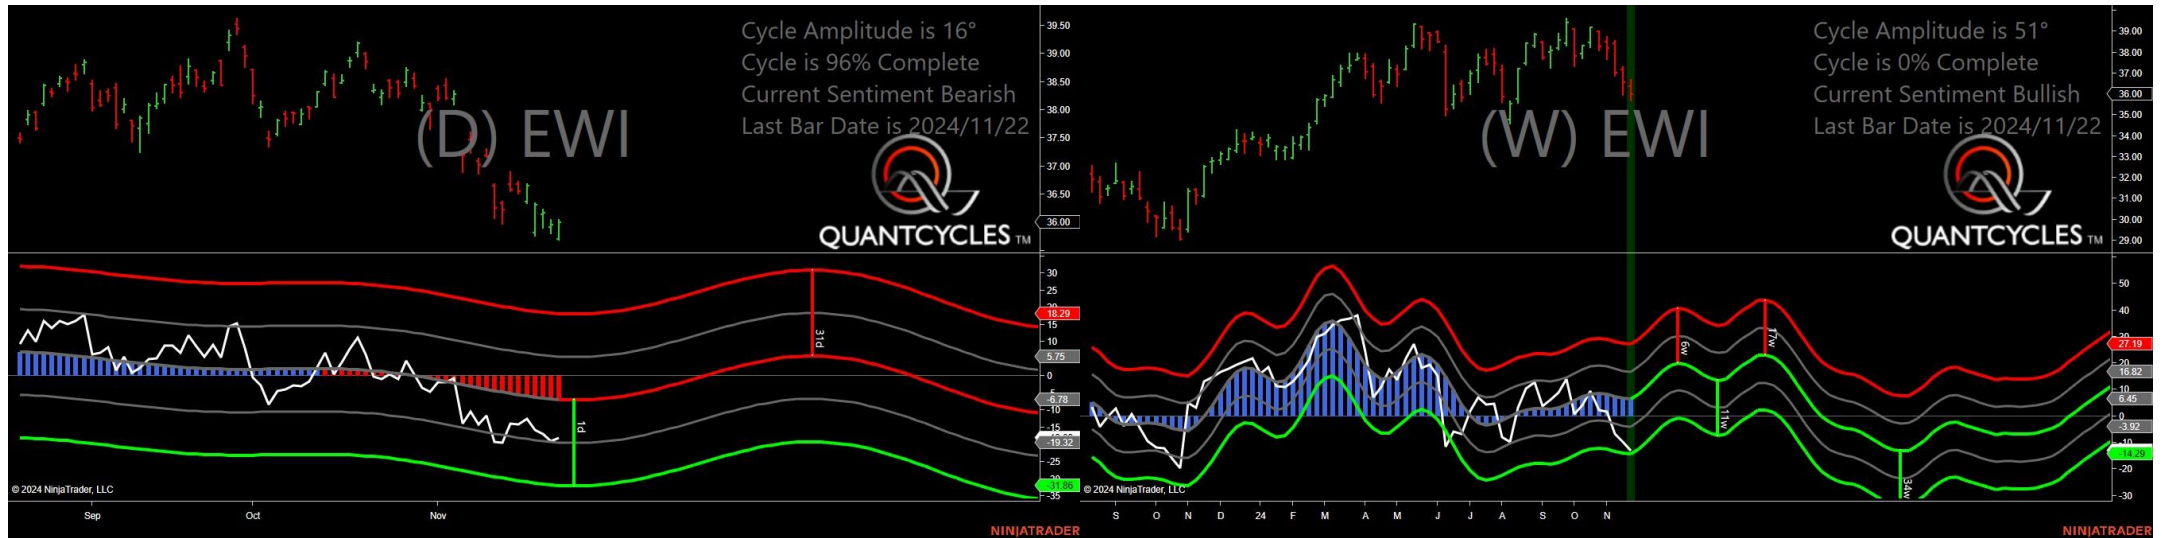 Cycle Amplitude is 16°
Cycle is 96% Complete
Current Sentiment Bearish
Last Bar Date is 2024/11/22
(D) EWI
QUANTCYCLES TM
39.50
39.00
38.50
38.00
37.00
36.50
36.00
30
25
18.29
15
10
5.75
0
-6.78
-10
-15
-19.32
-25
-31.86
-35
31d
1d
© 2024 NinjaTrader, LLC
Sep Oct Nov
NINJATRADER
Cycle Amplitude is 51°
Cycle is 0% Complete
Current Sentiment Bullish
Last Bar Date is 2024/11/22
(W) EWI
QUANTCYCLES TM
39.00
38.00
37.00
36.00
35.00
34.00
33.00
32.00
31.00
30.00
29.00
50
40
27.19
20
16.82
10
6.45
0
-3.92
-10
-14.29
-20
-30
6w
17w
11w
34w
© 2024 NinjaTrader, LLC
S O N D 24 F M A M J J A S O N
NINJATRADER